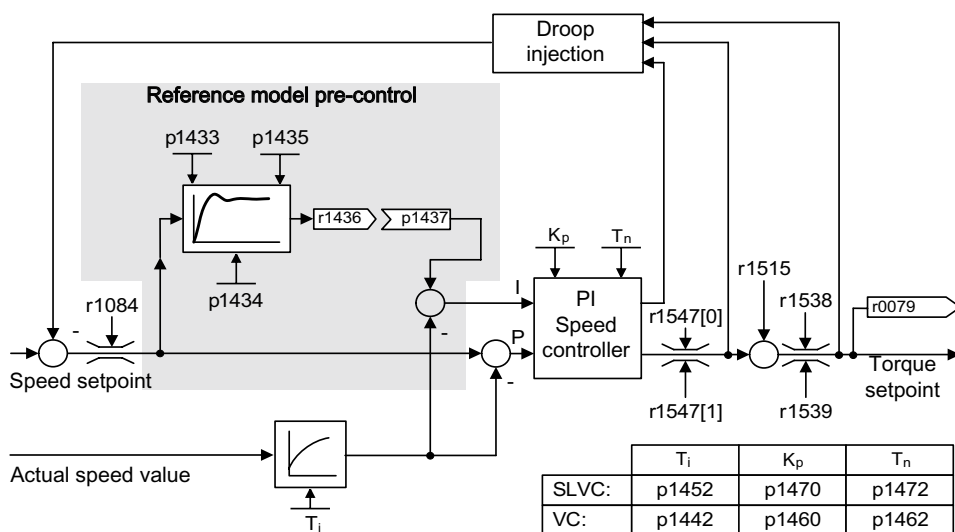 Droop
injection
Reference model pre-control
p1433
p1435
r1436
p1437
p1434
Kp
Tn
r1515
r1084
r1547[0]
r1538
r0079
I
PI
Speed
controller
P
-
-
-
Speed setpoint
Torque
setpoint
r1547[1]
r1539
Actual speed value
Ti
Ti Kp Tn
SLVC: p1452 p1470 p1472
VC: p1442 p1460 p1462